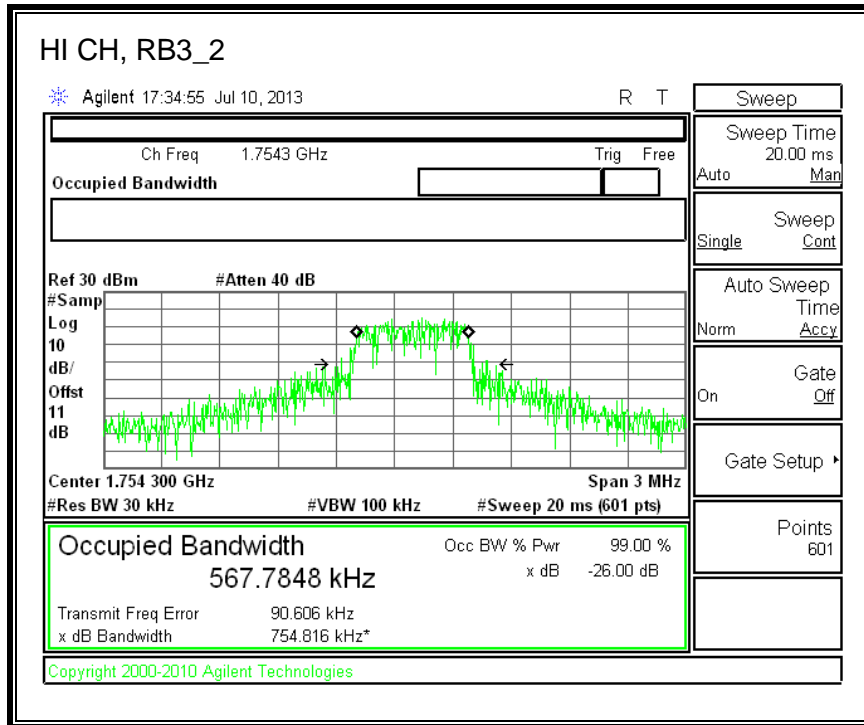 HI CH, RB3_2
Agilent 17:34:55 Jul 10, 2013 R T
Ch Freq 1.7543 GHz Trig Free
Occupied Bandwidth
Ref 30 dBm #Atten 40 dB
#Samp
Log
10
dB/
Offst
11
dB
Center 1.754 300 GHz Span 3 MHz
#Res BW 30 kHz #VBW 100 kHz #Sweep 20 ms (601 pts)
Occupied Bandwidth Occ BW % Pwr 99.00 %
567.7848 kHz x dB -26.00 dB
Transmit Freq Error 90.606 kHz
x dB Bandwidth 754.816 kHz*
Copyright 2000-2010 Agilent Technologies
Sweep
Sweep Time
20.00 ms
Auto Man
Sweep
Single Cont
Auto Sweep
Time
Norm Accy
Gate
On Off
Gate Setup
Points
601